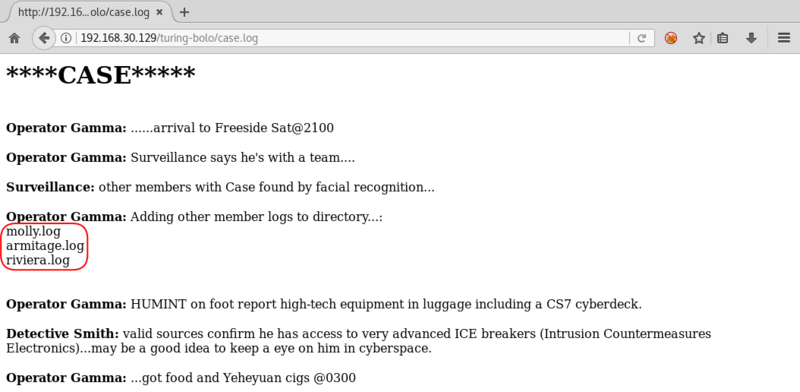 http://192.16...olo/case.log
192.168.30.129/turing-bolo/case.log
****CASE*****
Operator Gamma: ......arrival to Freeside Sat@2100
Operator Gamma: Surveillance says he's with a team....
Surveillance: other members with Case found by facial recognition...
Operator Gamma: Adding other member logs to directory...:
molly.log
armitage.log
riviera.log
Operator Gamma: HUMINT on foot report high-tech equipment in luggage including a CS7 cyberdeck.
Detective Smith: valid sources confirm he has access to very advanced ICE breakers (Intrusion Countermeasures
Electronics)...may be a good idea to keep a eye on him in cyberspace.
Operator Gamma: ...got food and Yeheyuan cigs @0300